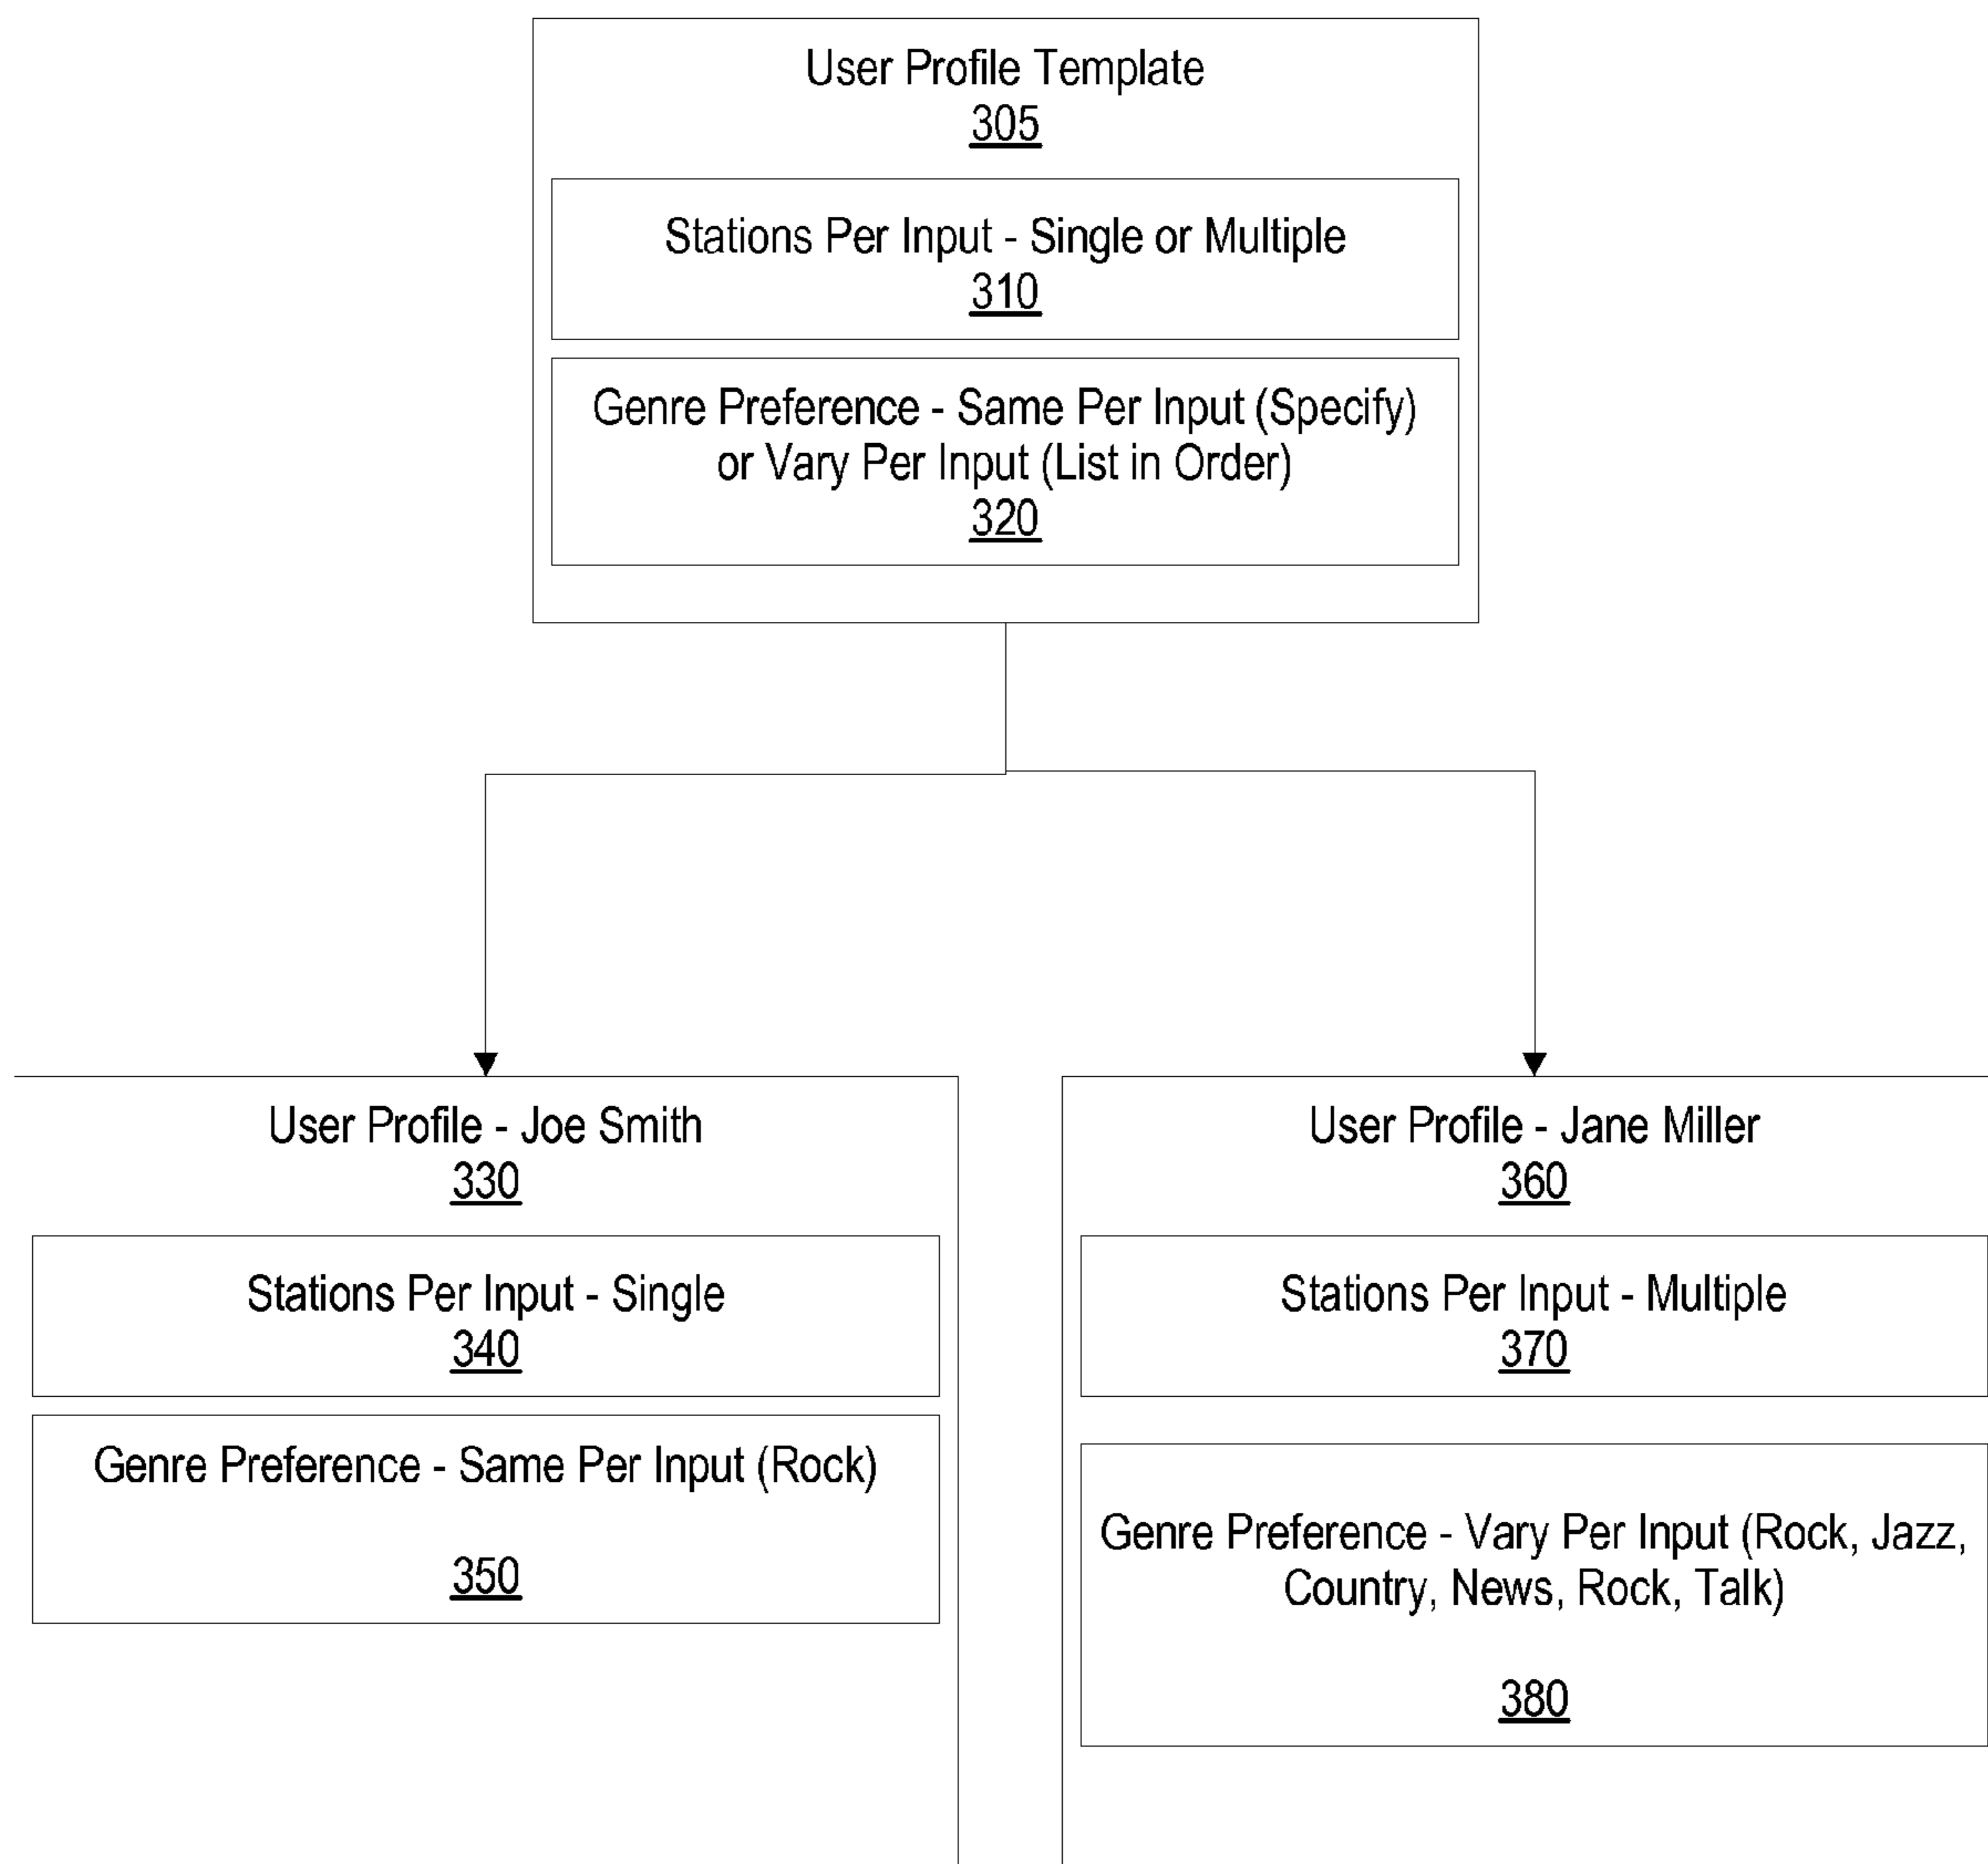 User Profile Template
305
Stations Per Input - Single or Multiple
310
Genre Preference - Same Per Input (Specify)
or Vary Per Input (List in Order)
320
User Profile - Joe Smith
330
Stations Per Input - Single
340
Genre Preference - Same Per Input (Rock)
350
User Profile - Jane Miller
360
Stations Per Input - Multiple
370
Genre Preference - Vary Per Input (Rock, Jazz,
Country, News, Rock, Talk)
380